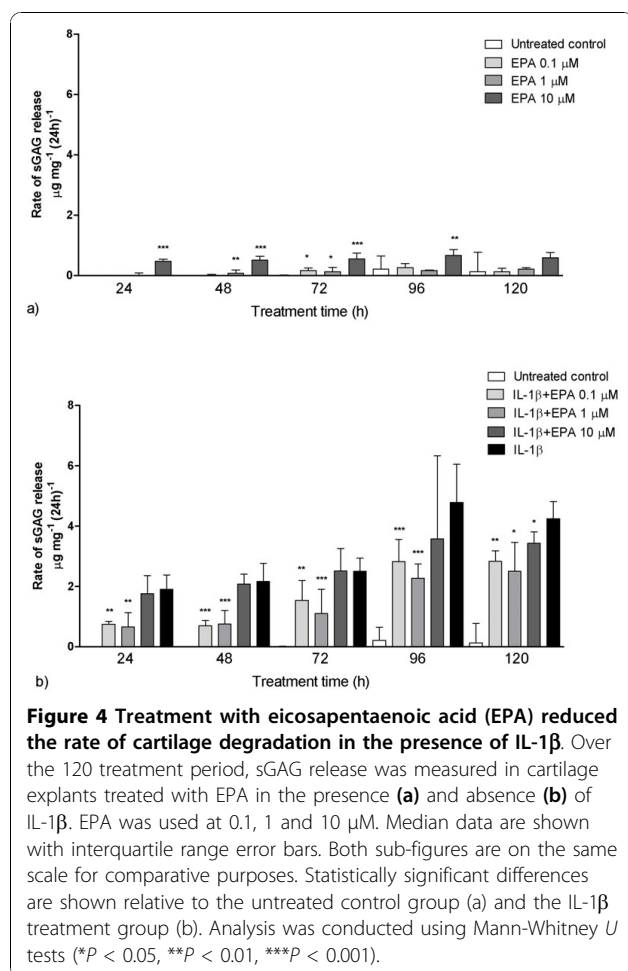 8
6
4
2
0
Rate of sGAG release
μg mg⁻¹ (24h)⁻¹
Untreated control
EPA 0.1 μM
EPA 1 μM
EPA 10 μM
*** ** *** * * *** **
24 48 72 96 120
a)
Treatment time (h)
8
6
4
2
0
Rate of sGAG release
μg mg⁻¹ (24h)⁻¹
Untreated control
IL-1β+EPA 0.1 μM
IL-1β+EPA 1 μM
IL-1β+EPA 10 μM
IL-1β
** ** *** *** ** *** *** *** ** * *
24 48 72 96 120
b)
Treatment time (h)
Figure 4 Treatment with eicosapentaenoic acid (EPA) reduced
the rate of cartilage degradation in the presence of IL-1β. Over
the 120 treatment period, sGAG release was measured in cartilage
explants treated with EPA in the presence (a) and absence (b) of
IL-1β. EPA was used at 0.1, 1 and 10 μM. Median data are shown
with interquartile range error bars. Both sub-figures are on the same
scale for comparative purposes. Statistically significant differences
are shown relative to the untreated control group (a) and the IL-1β
treatment group (b). Analysis was conducted using Mann-Whitney U
tests (*P < 0.05, **P < 0.01, ***P < 0.001).